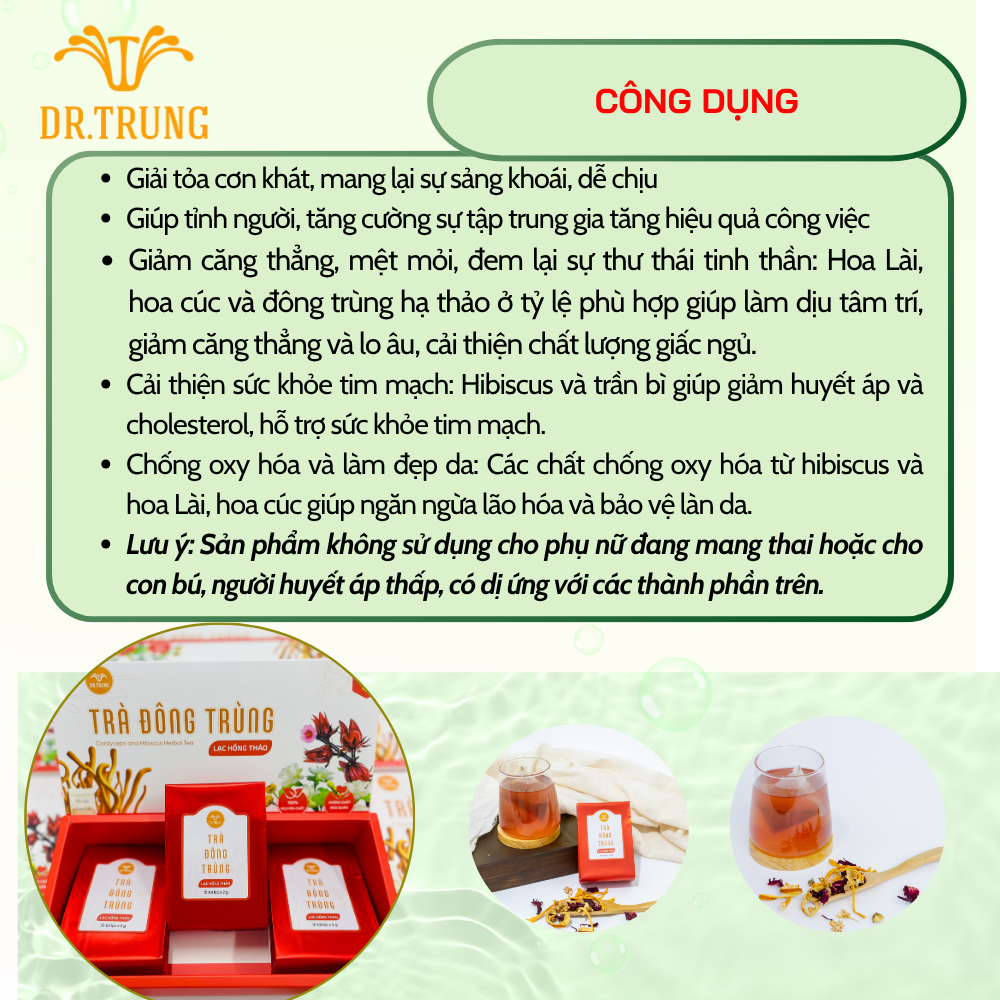 DR.TRUNG
CÔNG DỤNG
• Giải tỏa cơn khát, mang lại sự sảng khoái, dễ chịu
• Giúp tỉnh người, tăng cường sự tập trung gia tăng hiệu quả công việc
• Giảm căng thẳng, mệt mỏi, đem lại sự thư thái tinh thần: Hoa Lài,
hoa cúc và đông trùng hạ thảo ở tỷ lệ phù hợp giúp làm dịu tâm trí,
giảm căng thẳng và lo âu, cải thiện chất lượng giấc ngủ.
• Cải thiện sức khỏe tim mạch: Hibiscus và trần bì giúp giảm huyết áp và
cholesterol, hỗ trợ sức khỏe tim mạch.
• Chống oxy hóa và làm đẹp da: Các chất chống oxy hóa từ hibiscus và
hoa Lài, hoa cúc giúp ngăn ngừa lão hóa và bảo vệ làn da.
• Lưu ý: Sản phẩm không sử dụng cho phụ nữ đang mang thai hoặc cho
con bú, người huyết áp thấp, có dị ứng với các thành phần trên.
DR.TRUNG
TRÀ ĐÔNG TRÙNG
Cordyceps and Hibiscus Herbal Tea
LẠC HỒNG THẢO
100%
TRÀ
ĐÔNG
TRÙNG
LẠC HỒNG THẢO
TRÀ
ĐÔNG
TRÙNG
LẠC HỒNG THẢO
TRÀ
ĐÔNG
TRÙNG
LẠC HỒNG THẢO
TRÀ
ĐÔNG
TRÙNG